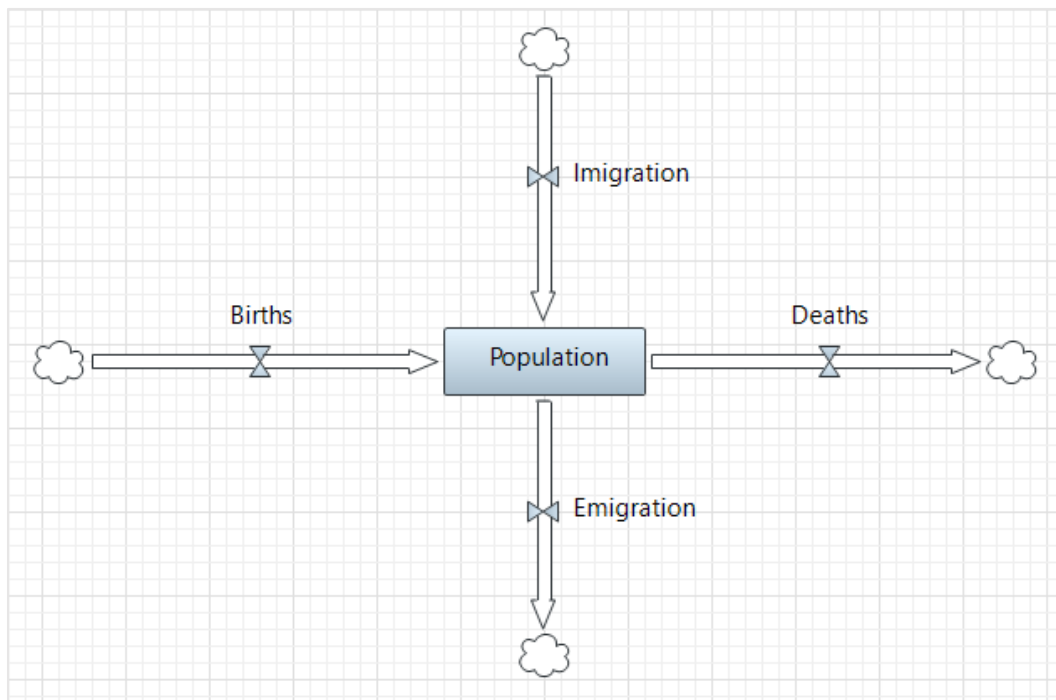 Imigration
Births
Deaths
Population
Emigration